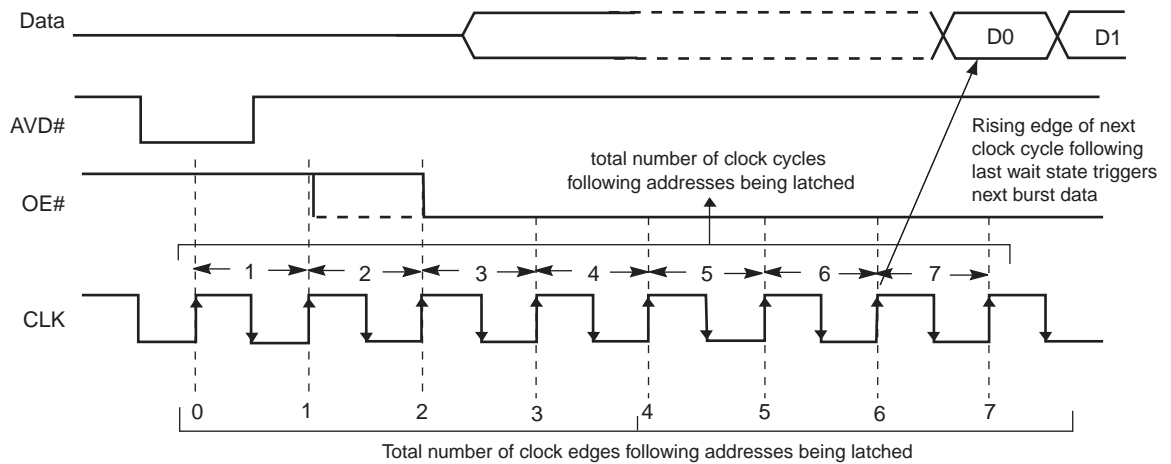 Data
D0
D1
AVD#
Rising edge of next
clock cycle following
last wait state triggers
next burst data
total number of clock cycles
following addresses being latched
OE#
1 2 3 4 5 6 7
CLK
0 1 2 3 4 5 6 7
Total number of clock edges following addresses being latched